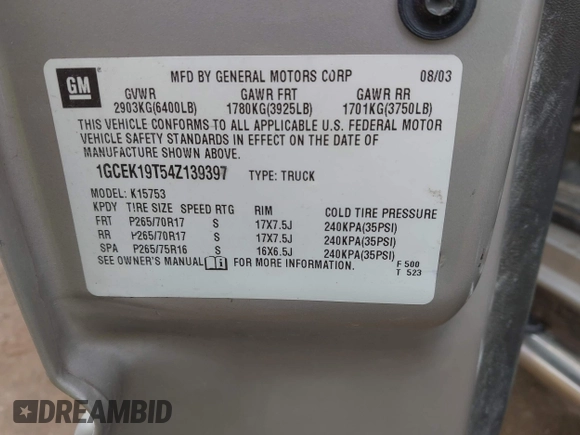 GM
MFD BY GENERAL MOTORS CORP 08/03
GVWR GAWR FRT GAWR RR
2903KG(6400LB) 1780KG(3925LB) 1701KG(3750LB)
THIS VEHICLE CONFORMS TO ALL APPLICABLE U.S. FEDERAL MOTOR
VEHICLE SAFETY STANDARDS IN EFFECT ON THE DATE OF
MANUFACTURE SHOWN ABOVE.
1GCEK19T54Z139397 TYPE: TRUCK
MODEL: K15753
KPDY TIRE SIZE SPEED RTG RIM COLD TIRE PRESSURE
FRT P265/70R17 S 17X7.5J 240KPA(35PSI)
RR P265/70R17 S 17X7.5J 240KPA(35PSI)
SPA P265/75R16 S 16X6.5J 240KPA(35PSI)
SEE OWNER'S MANUAL FOR MORE INFORMATION. F 500
T 523
DREAMBID